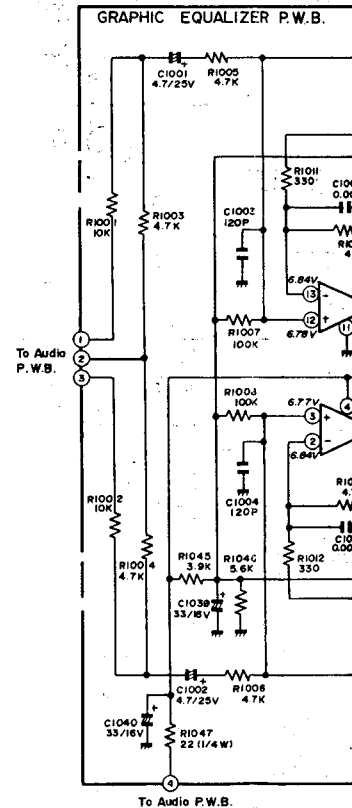 GRAPHIC EQUALIZER P.W.B.
C1001
4.7/25V
R1005
4.7K
R1011
330
R1001
10K
R1003
4.7K
C1003
120P
6.84V
13
-
12
+
6.78V
11
R1007
100K
1
To Audio
P.W.B.
2
3
4
R1008
100K
6.77V
3
+
2
-
6.84V
C1004
120P
R1002
10K
R1004
4.7K
R1045
3.9K
R1046
5.6K
R1012
330
C1039
33/16V
C1002
4.7/25V
R1006
4.7K
C1040
33/16V
R1047
22 (1/4W)
4
To Audio P.W.B.